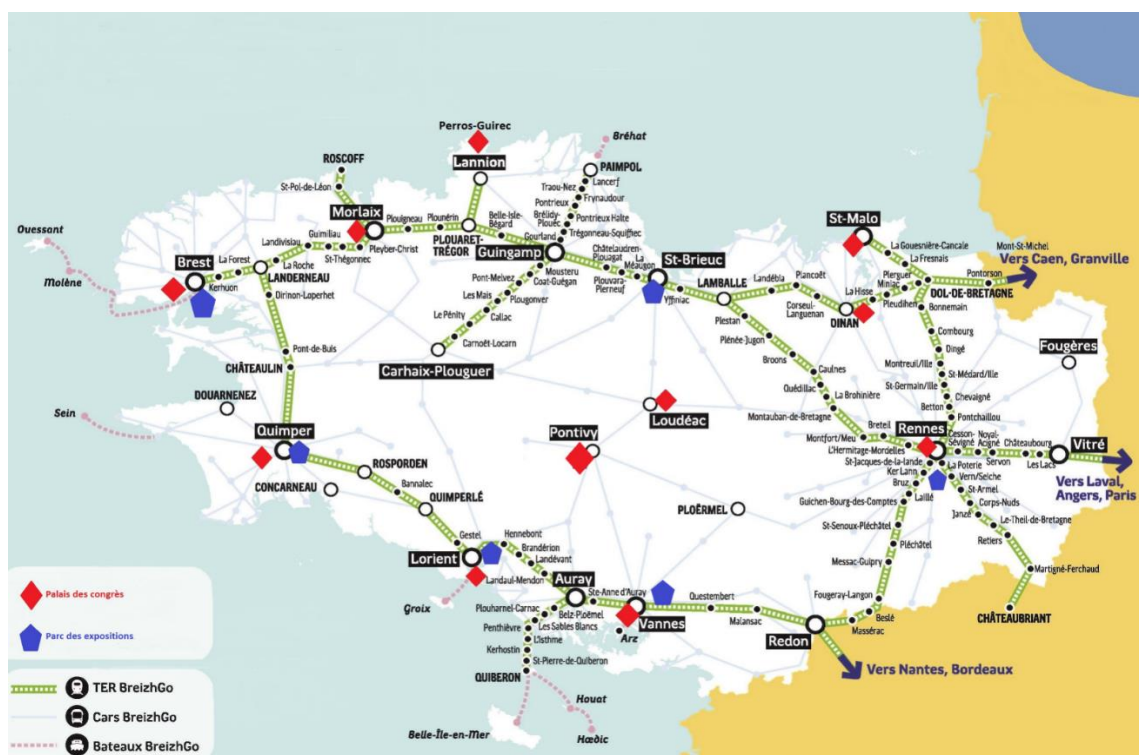 Perros-Guirec
Bréhat
ROSCOFF
Lannion
PAIMPOL
St-Pol-de-Léon
Lancerf
Traou-Nez
Frynaudour
Morlaix
Plouigneau
Plounérin
Belle-Isle-
Bégard
Pontrieux
Brélidy-
Plouëc
Pontrieux Halte
St-Malo
Ouessant
Landivisiau
Guimiliau
PLOUARET-
TRÉGOR
Gourland
Trégonneau-Squiffiec
La Gouesnière-Cancale
Mont-St-Michel
Vers Caen, Granville
Brest
La Forest
Pleyber-Christ
St-Thégonnec
Guingamp
Châtelaudren-
Plouagat
La
Méaugon
St-Brieuc
La Fresnais
La Roche
Plancoët
Landébia
LAMBALLE
Plerguer
Miniac
La Hisse
Pontorson
Molène
Kerhuon
LANDERNEAU
Pont-Melvez
Mousteru
Coat-Guégan
Plouvara-
Plerneuf
Yffiniac
Pleudihen
DOL-DE-BRETAGNE
Dirinon-Loperhet
Les Mais
Plougonver
Corseul-
Languenan
DINAN
Bonnemain
Le Pénity
Callac
Plestan
Combourg
Pont-de-Buis
Carnoët-Locarn
Plénée-Jugon
Dingé
Fougères
CHÂTEAULIN
Carhaix-Plouguer
Broons
Caulnes
Montreuil/Ille
St-Médard/Ille
DOUARNENEZ
Quédillac
St-Germain/Ille
Chevaigné
Sein
La Brohinière
Betton
Loudéac
Montauban-de-Bretagne
Pontchaillou
Quimper
Pontivy
Breteil
Rennes
Montfort/Meu
Cesson-
Sévigné
Noyal-
Acigné
Châteaubourg
Vitré
L'Hermitage-Mordelles
Servon
Les Lacs
ROSPORDEN
St-Jacques-de-la-lande
La Poterie
Ker Lann
Vern/Seiche
Vers Laval,
Angers, Paris
Bannalec
Bruz
St-Armel
CONCARNEAU
QUIMPERLÉ
Laillé
Corps-Nuds
Guichen-Bourg-des-Comptes
PLOËRMEL
Janzé
Le-Theil-de-Bretagne
St-Senoux-Pléchâtel
Gestel
Hennebont
Retiers
Brandérion
Pléchâtel
Lorient
Landévant
Messac-Guipry
Martigné-Ferchaud
Landaul-Mendon
Auray
Palais des congrès
Ste-Anne d'Auray
Questembert
Fougeray-Langon
Groix
Plouharnel-Carnac
Belz-Ploëmel
Malansac
Beslé
CHÂTEAUBRIANT
Les Sables Blancs
Vannes
Massérac
Penthièvre
L'Isthme
Arz
Redon
Parc des expositions
Kerhostin
St-Pierre-de-Quiberon
Vers Nantes, Bordeaux
QUIBERON
TER BreizhGo
Houat
Cars BreizhGo
Belle-Île-en-Mer
Hœdic
Bateaux BreizhGo